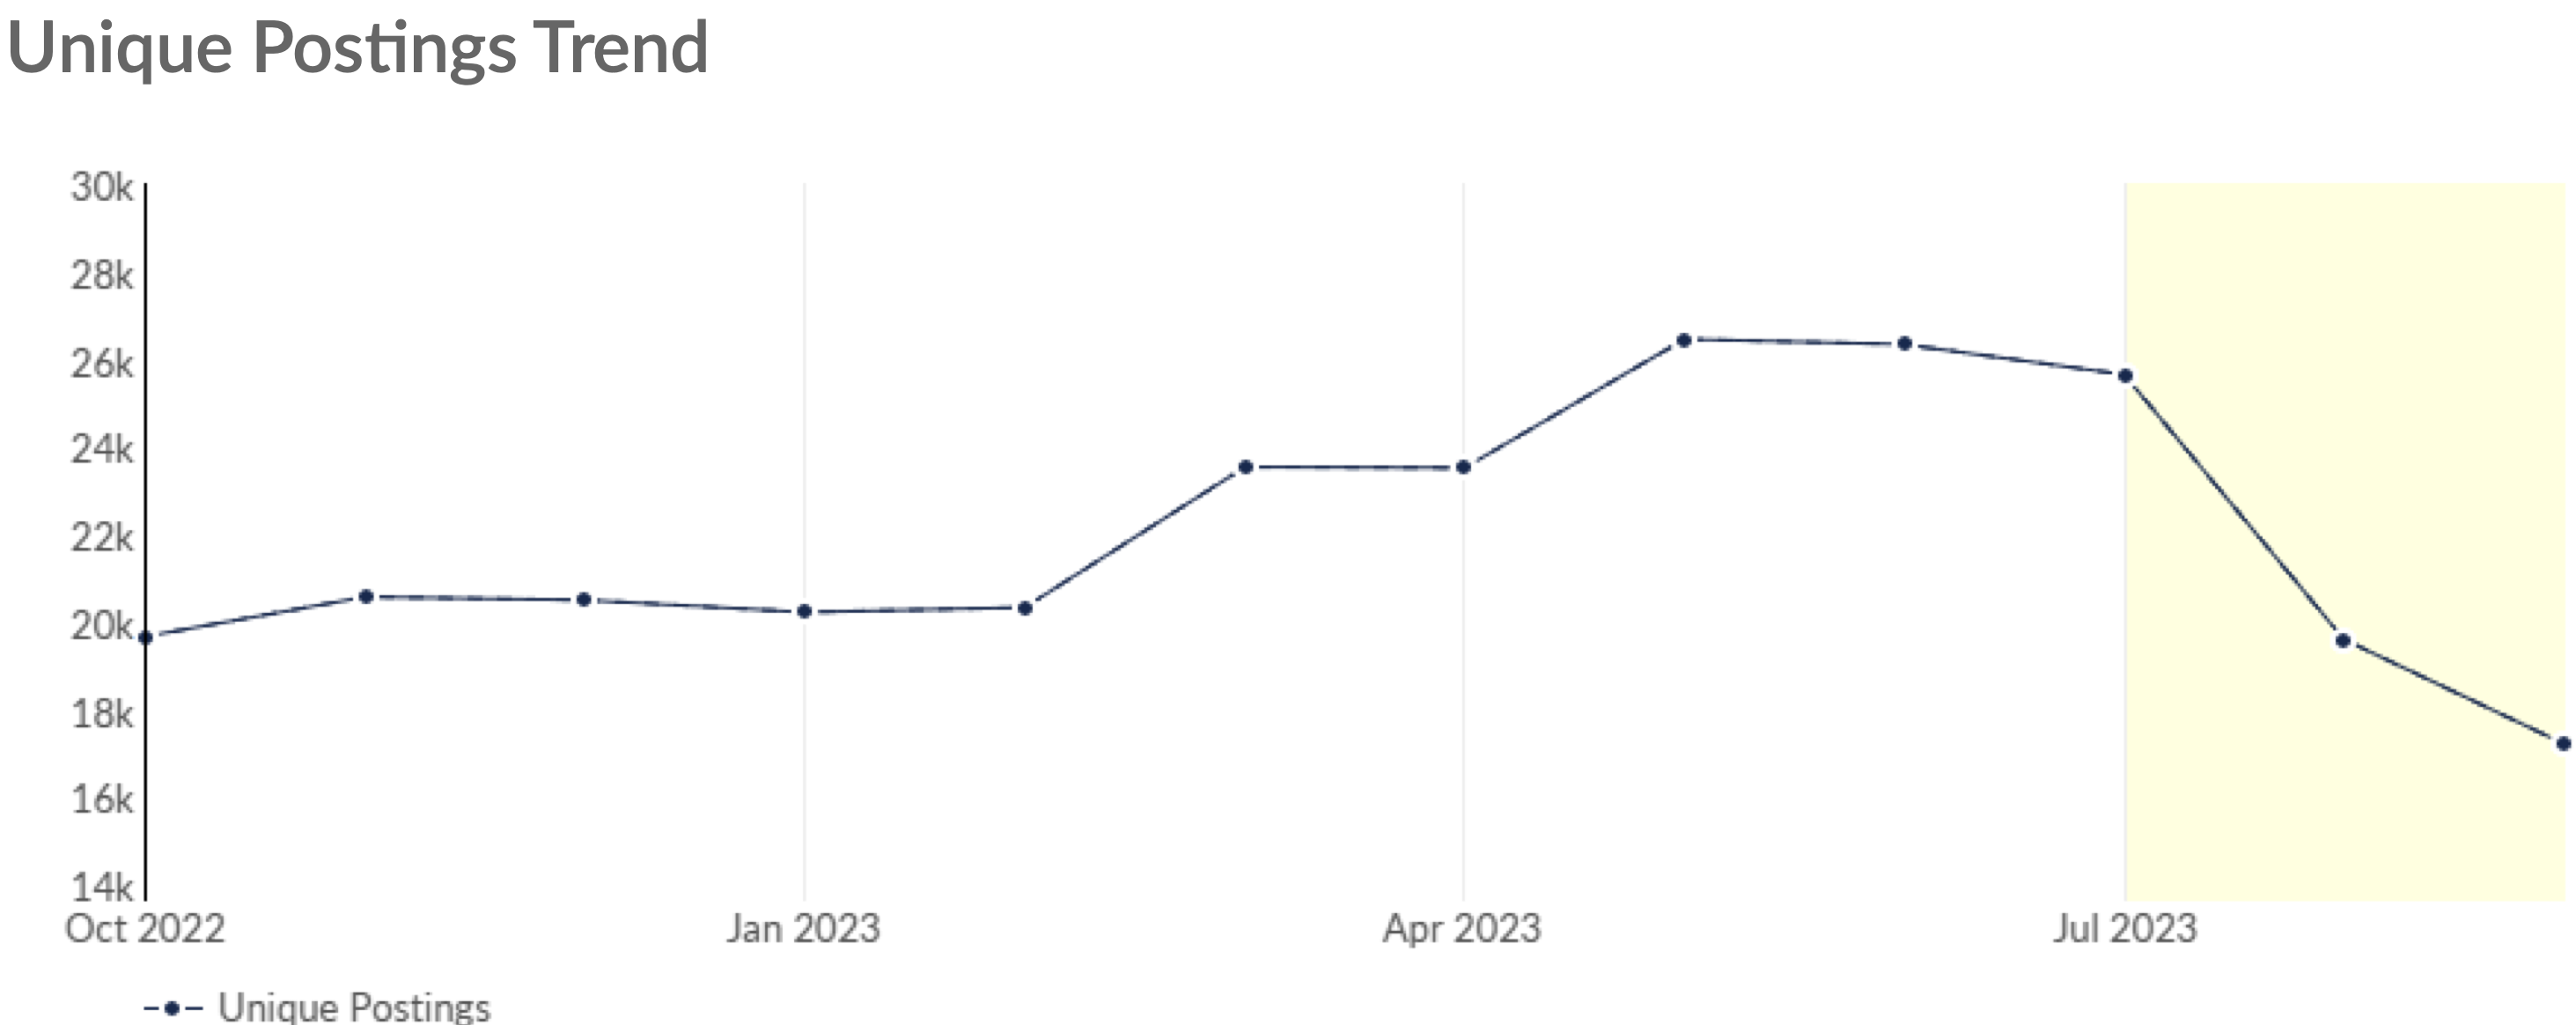 Unique Postings Trend
30k
28k
26k
24k
22k
20k
18k
16k
14k
Oct 2022 Jan 2023 Apr 2023 Jul 2023
Unique Postings